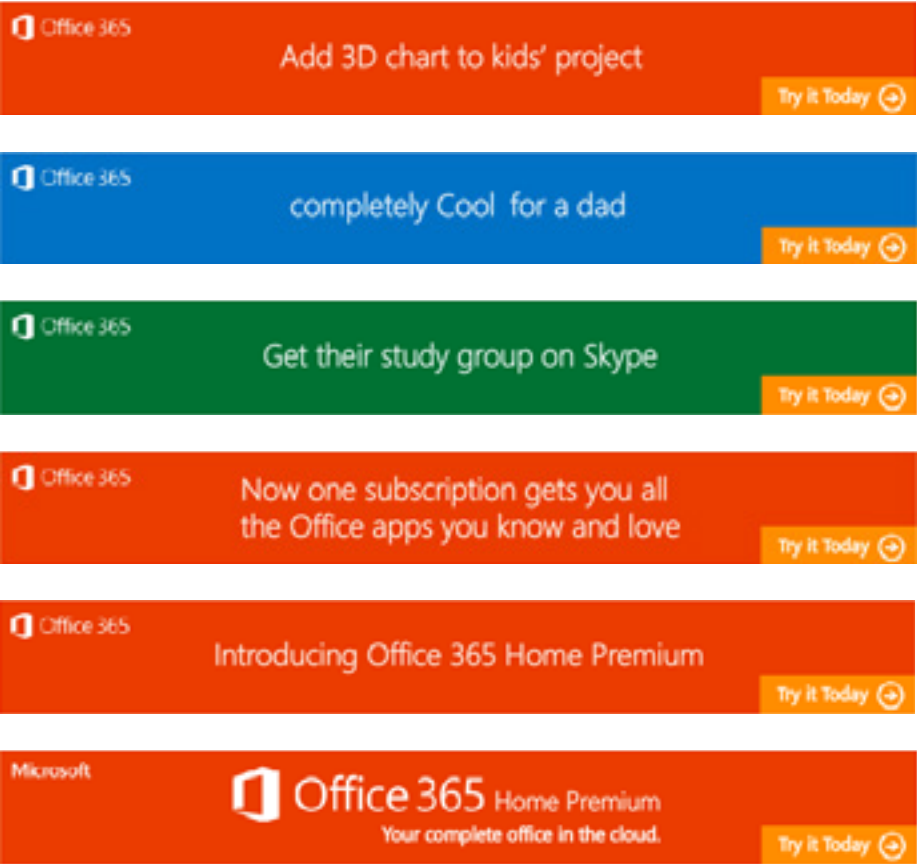 Office 365
Add 3D chart to kids' project
Try it Today
Office 365
completely Cool for a dad
Try it Today
Office 365
Get their study group on Skype
Try it Today
Office 365
Now one subscription gets you all
the Office apps you know and love
Try it Today
Office 365
Introducing Office 365 Home Premium
Try it Today
Microsoft
Office 365 Home Premium
Your complete office in the cloud.
Try it Today